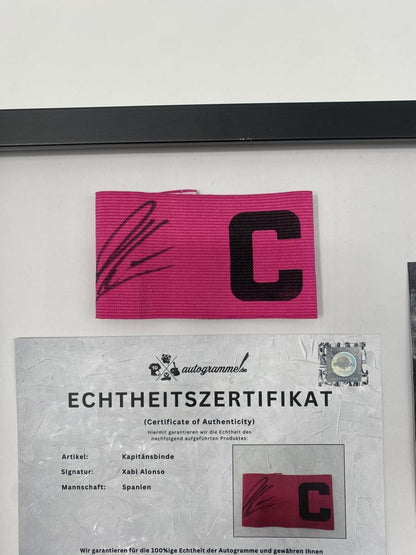 C
autogramme.de
ECHTHEITSZERTIFIKAT
(Certificate of Authenticity)
Hiermit garantieren wir die Echtheit des
nachfolgend aufgeführten Produktes:
Artikel: Kapitänsbinde
Signatur: Xabi Alonso
Mannschaft: Spanien
C
Wir garantieren für die 100%ige Echtheit der Autogramme und gewähren Ihnen